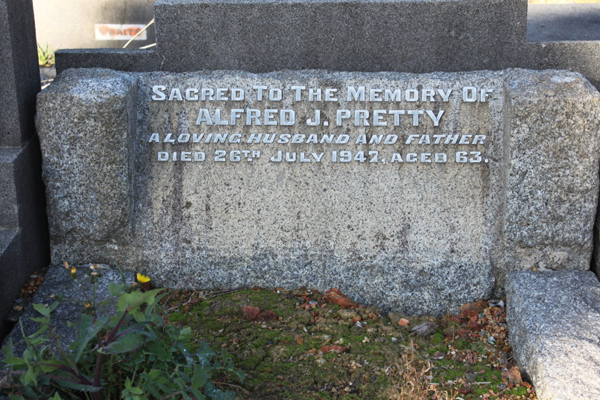 SACRED TO THE MEMORY OF
ALFRED J. PRETTY
A LOVING HUSBAND AND FATHER
DIED 26TH JULY 1947, AGED 63.